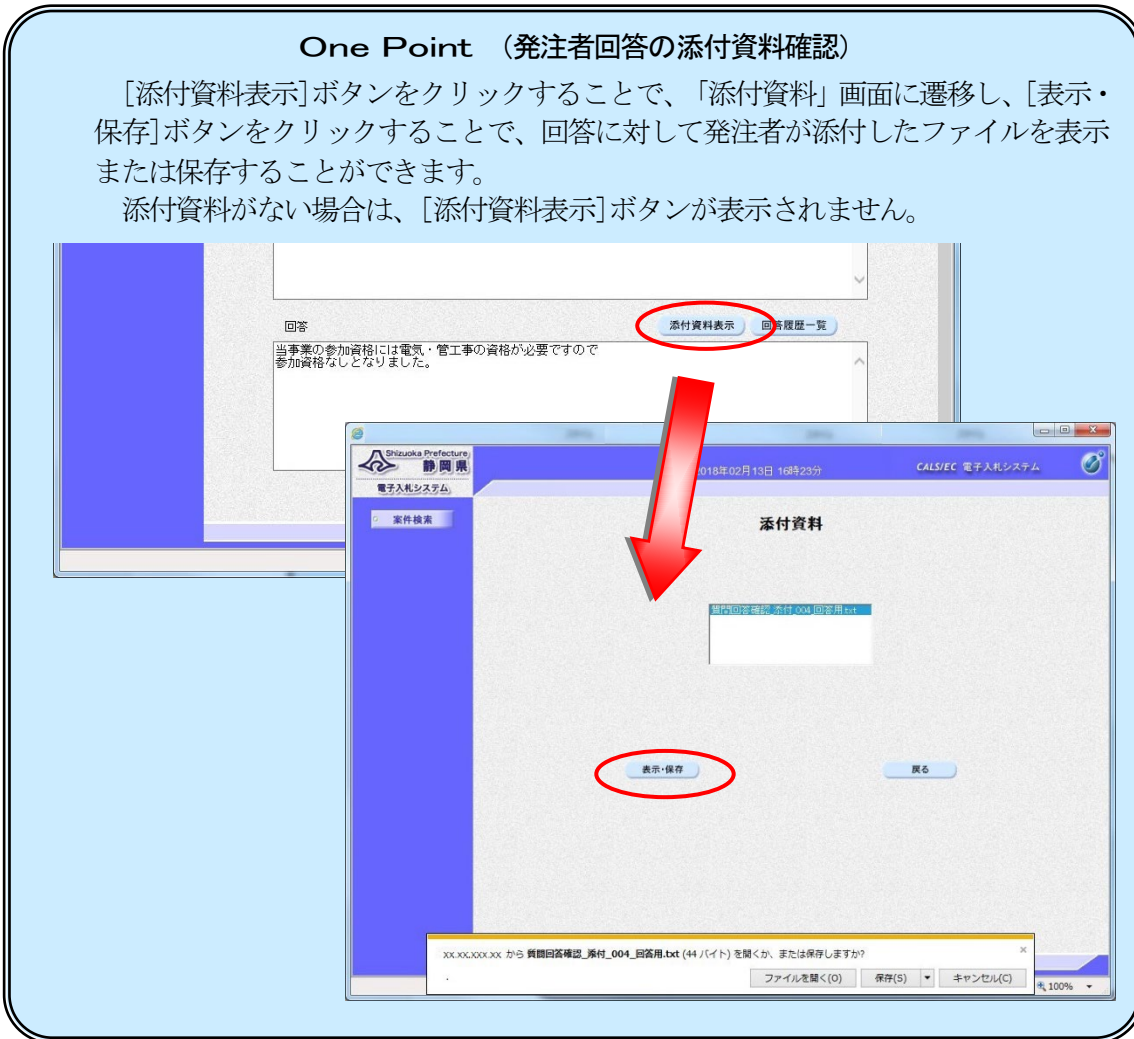 One Point （発注者回答の添付資料確認）
［添付資料表示］ボタンをクリックすることで、「添付資料」画面に遷移し、［表示・
保存］ボタンをクリックすることで、回答に対して発注者が添付したファイルを表示
または保存することができます。
添付資料がない場合は、［添付資料表示］ボタンが表示されません。
回答
添付資料表示
回答履歴一覧
当事業の参加資格には電気・管工事の資格が必要ですので
参加資格なしとなりました。
Shizuoka Prefecture
静岡県
電子入札システム
2018年02月13日 16時23分
CALS/EC 電子入札システム
案件検索
添付資料
質問回答確認_添付_004_回答用.txt
表示・保存
戻る
xx.xx.xxx.xx から 質問回答確認_添付_004_回答用.txt (44 バイト) を開くか、または保存しますか?
ファイルを開く(O)
保存(S)
キャンセル(C)
100%